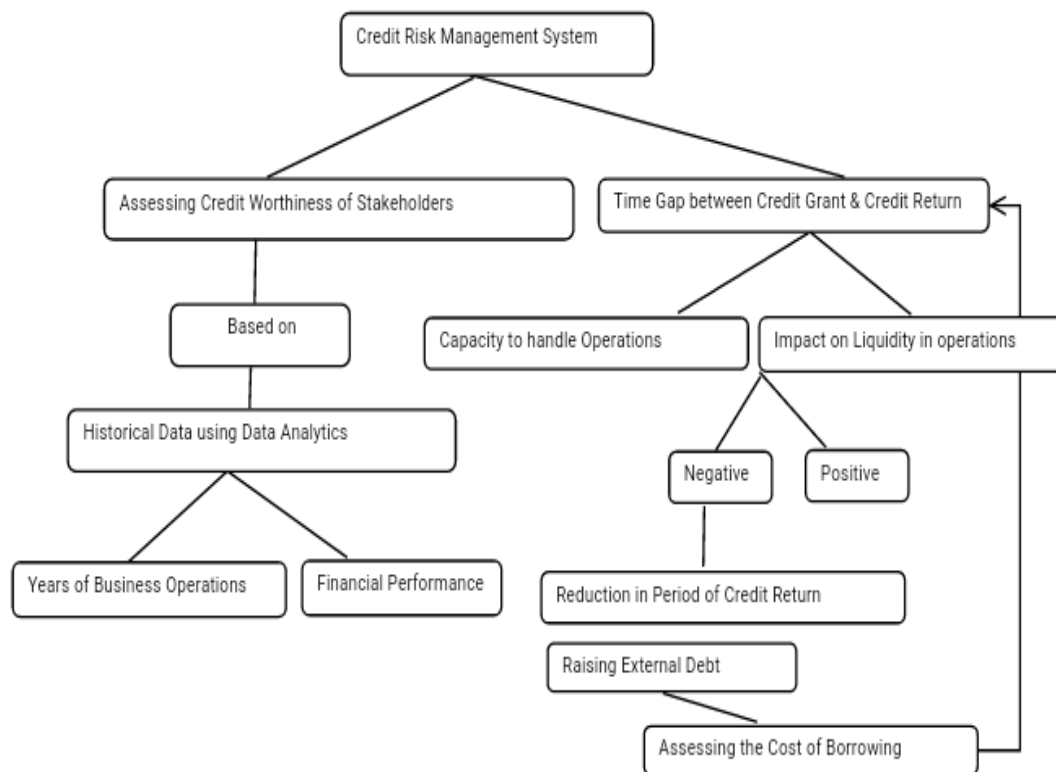 Credit Risk Management System
Assessing Credit Worthiness of Stakeholders
Time Gap between Credit Grant & Credit Return
Based on
Capacity to handle Operations
Impact on Liquidity in operations
Historical Data using Data Analytics
Negative
Positive
Years of Business Operations
Financial Performance
Reduction in Period of Credit Return
Raising External Debt
Assessing the Cost of Borrowing